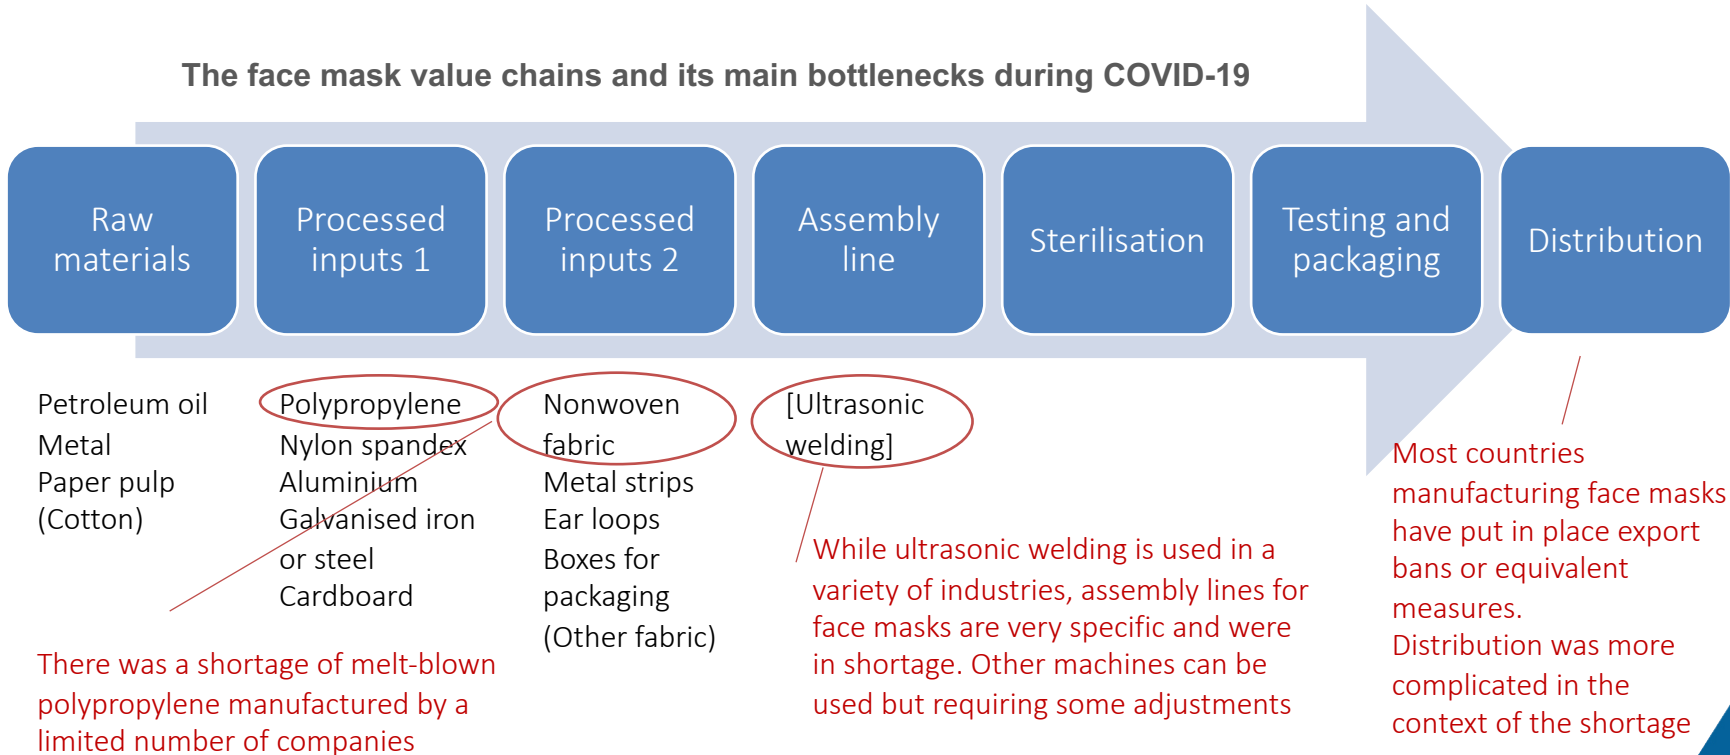 The face mask value chains and its main bottlenecks during COVID-19
Raw
materials
Processed
inputs 1
Processed
inputs 2
Assembly
line
Sterilisation
Testing and
packaging
Distribution
Petroleum oil
Metal
Paper pulp
(Cotton)
Polypropylene
Nylon spandex
Aluminium
Galvanised iron
or steel
Cardboard
Nonwoven
fabric
Metal strips
Ear loops
Boxes for
packaging
(Other fabric)
[Ultrasonic
welding]
There was a shortage of melt-blown
polypropylene manufactured by a
limited number of companies
While ultrasonic welding is used in a
variety of industries, assembly lines for
face masks are very specific and were
in shortage. Other machines can be
used but requiring some adjustments
Most countries
manufacturing face masks
have put in place export
bans or equivalent
measures.
Distribution was more
complicated in the
context of the shortage